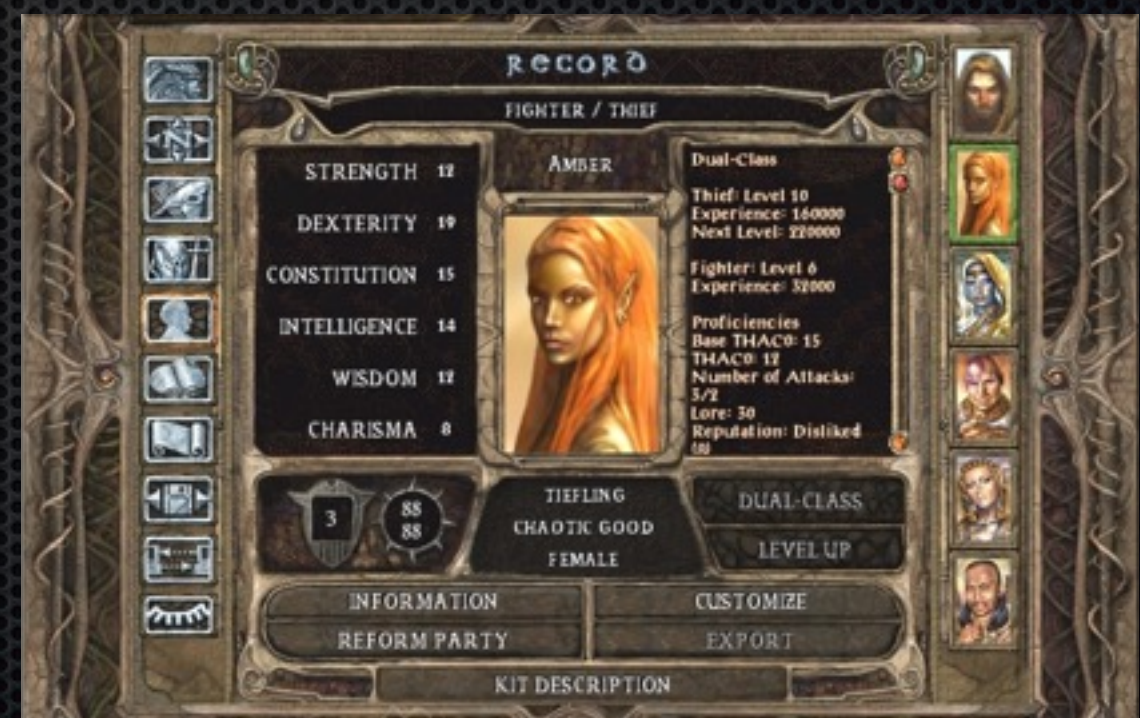 RECORD
FIGHTER / THIEF
AMBER
STRENGTH 12
DEXTERITY 19
CONSTITUTION 15
INTELLIGENCE 14
WISDOM 12
CHARISMA 8
Dual-Class
Thief: Level 10
Experience: 160000
Next Level: 220000
Fighter: Level 6
Experience: 32000
Proficiencies
Base THAC0: 15
THAC0: 12
Number of Attacks:
3/2
Lore: 30
Reputation: Disliked
(8)
3
88
88
TIEFLING
CHAOTIC GOOD
FEMALE
DUAL-CLASS
LEVEL UP
INFORMATION
CUSTOMIZE
REFORM PARTY
EXPORT
KIT DESCRIPTION